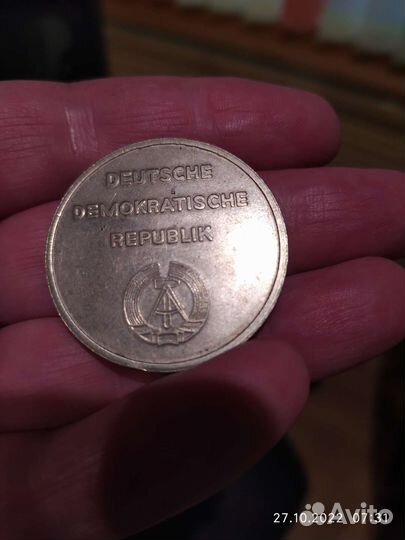 DEUTSCHE
DEMOKRATISCHE
REPUBLIK
27.10.2022 07:31
Avito